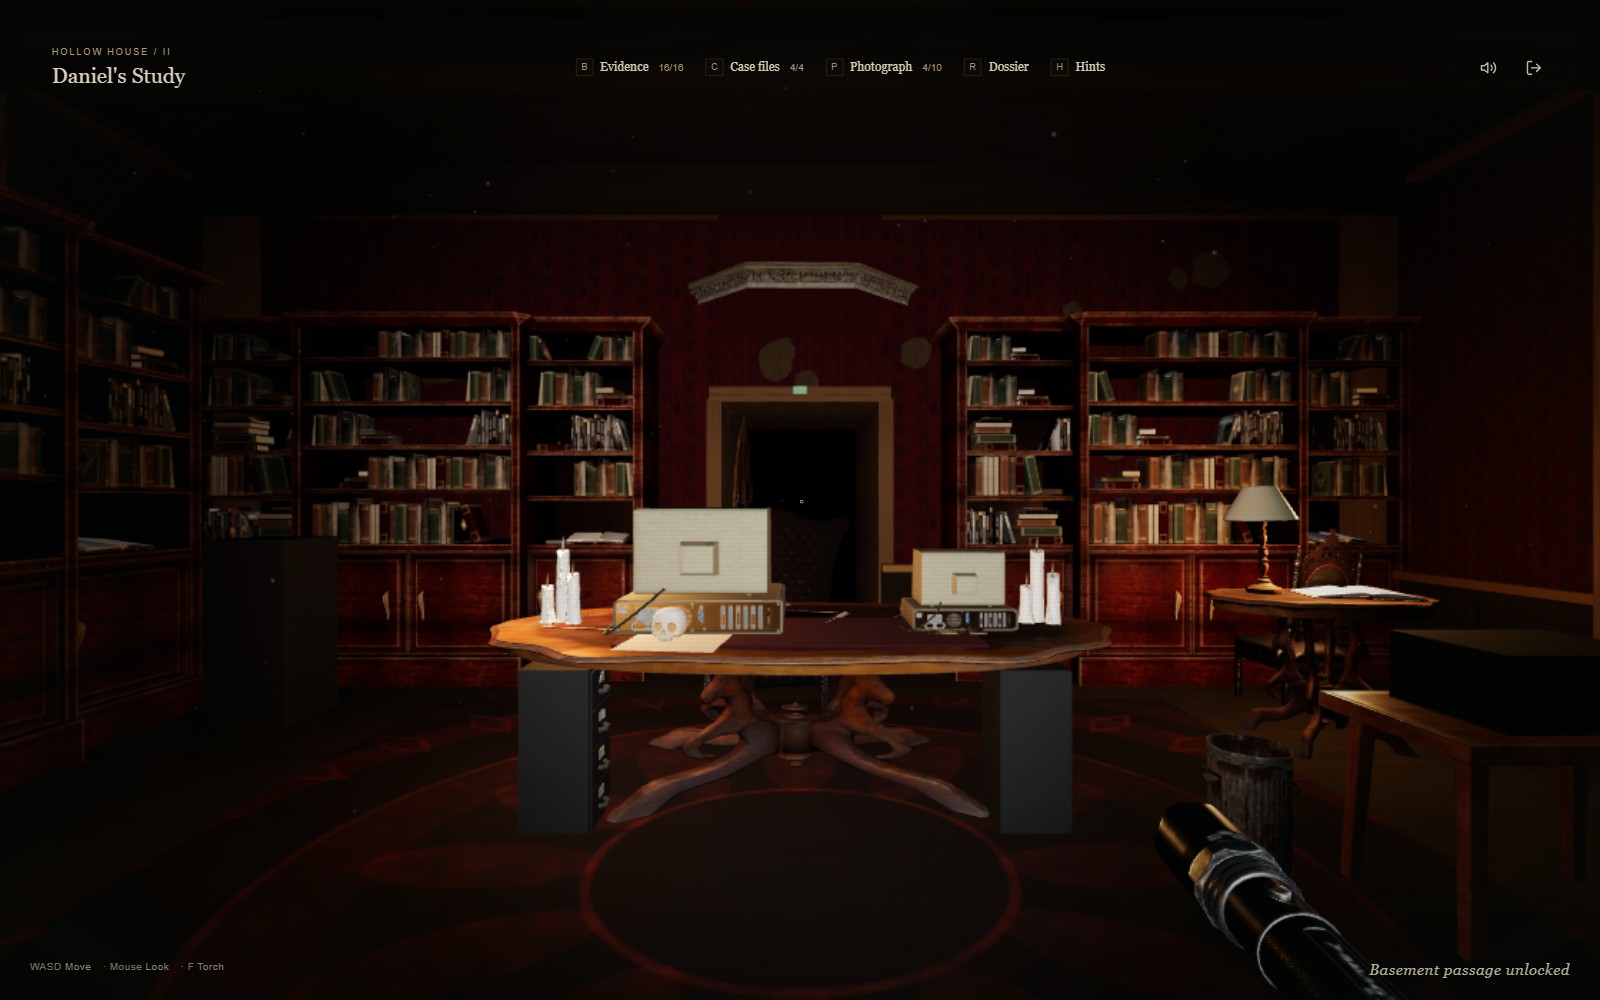 HOLLOW HOUSE / II
Daniel's Study
B Evidence 16/16 C Case files 4/4 P Photograph 4/10 R Dossier H Hints
WASD Move · Mouse Look · F Torch
Basement passage unlocked